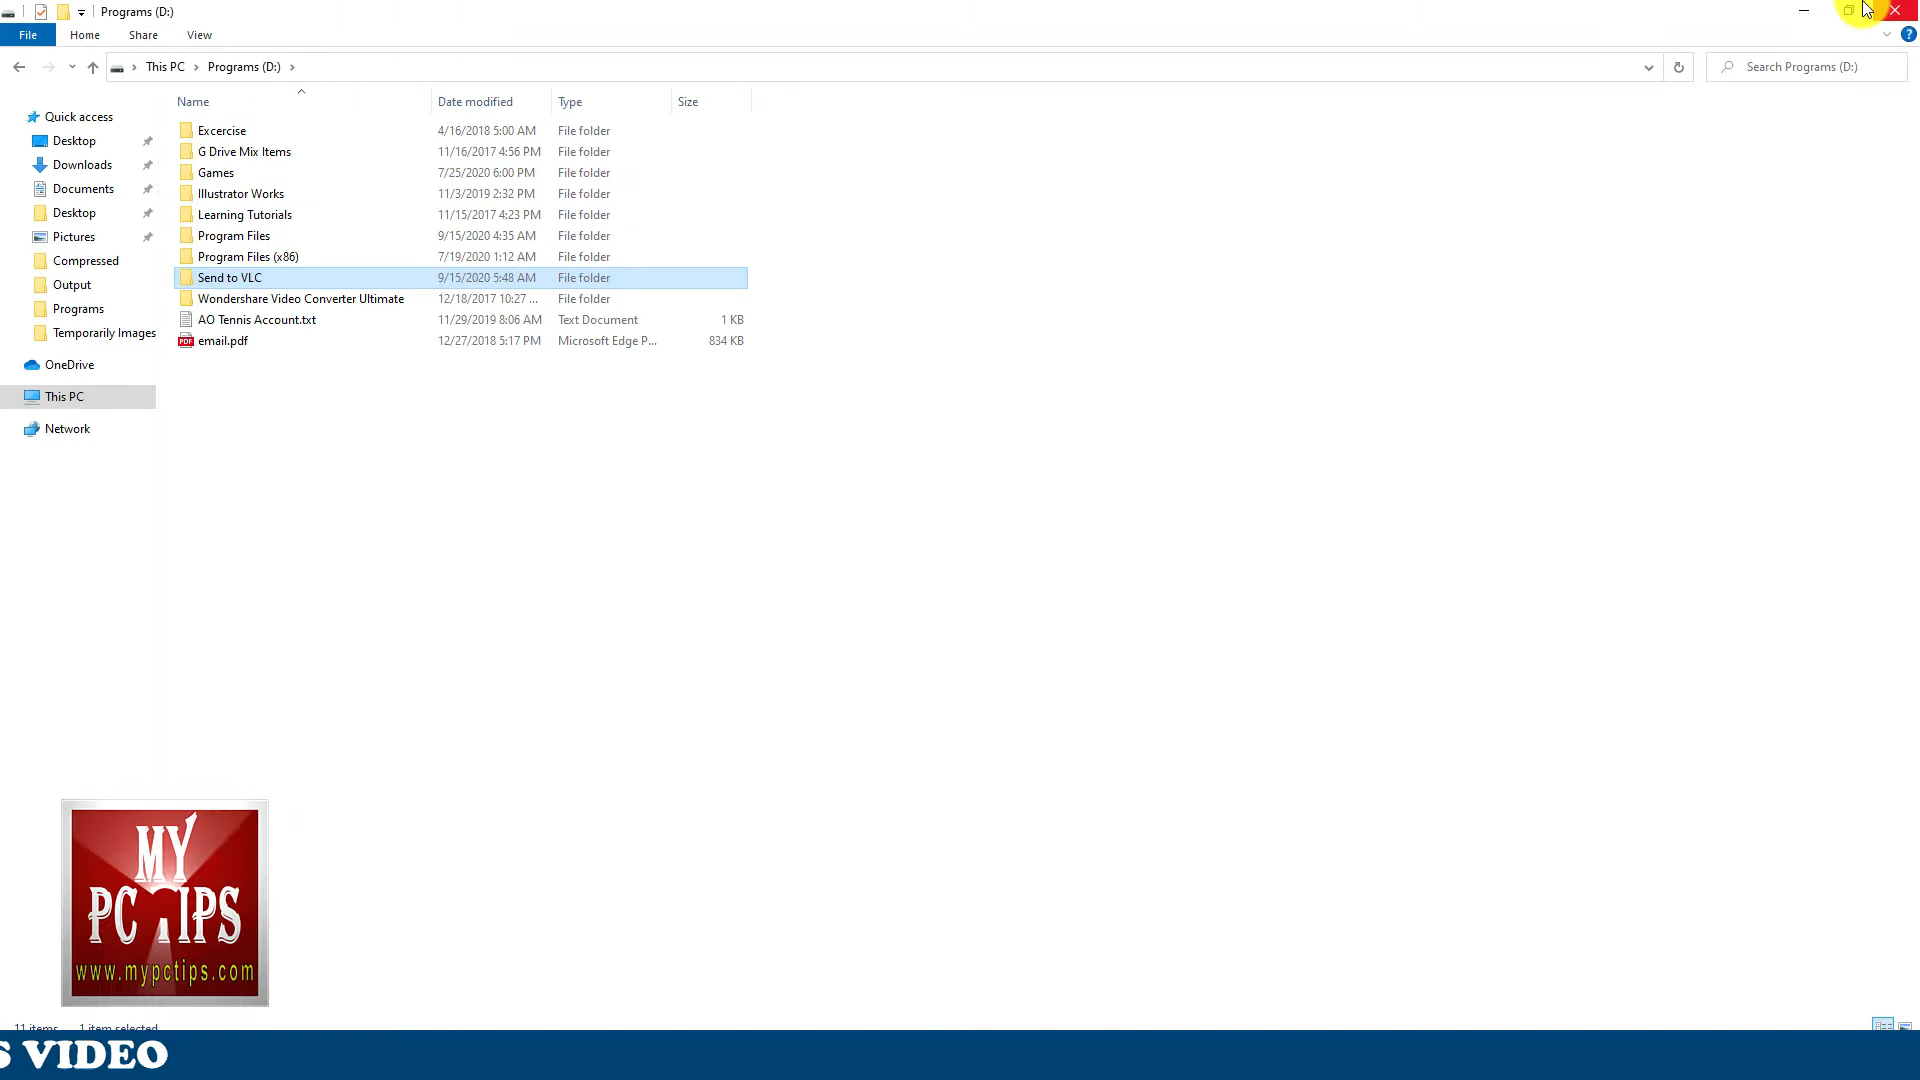 Programs (D:)
File Home Share View
This PC Programs (D:) Search Programs (D:)
Name Date modified Type Size
Quick access
Desktop
Downloads
Documents
Desktop
Pictures
Compressed
Output
Programs
Temporarily Images
OneDrive
This PC
Network
Excercise 4/16/2018 5:00 AM File folder
G Drive Mix Items 11/16/2017 4:56 PM File folder
Games 7/25/2020 6:00 PM File folder
Illustrator Works 11/3/2019 2:32 PM File folder
Learning Tutorials 11/15/2017 4:23 PM File folder
Program Files 9/15/2020 4:35 AM File folder
Program Files (x86) 7/19/2020 1:12 AM File folder
Send to VLC 9/15/2020 5:48 AM File folder
Wondershare Video Converter Ultimate 12/18/2017 10:27 ... File folder
AO Tennis Account.txt 11/29/2019 8:06 AM Text Document 1 KB
PDF email.pdf 12/27/2018 5:17 PM Microsoft Edge P... 834 KB
MY
PC TIPS
www.mypctips.com
11 items 1 item selected
S VIDEO